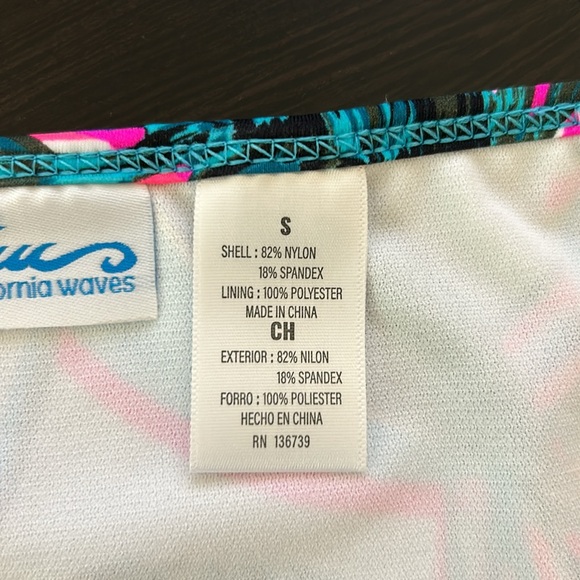 ornia waves
S
SHELL : 82% NYLON
18% SPANDEX
LINING : 100% POLYESTER
MADE IN CHINA
CH
EXTERIOR : 82% NILON
18% SPANDEX
FORRO : 100% POLIESTER
HECHO EN CHINA
RN 136739